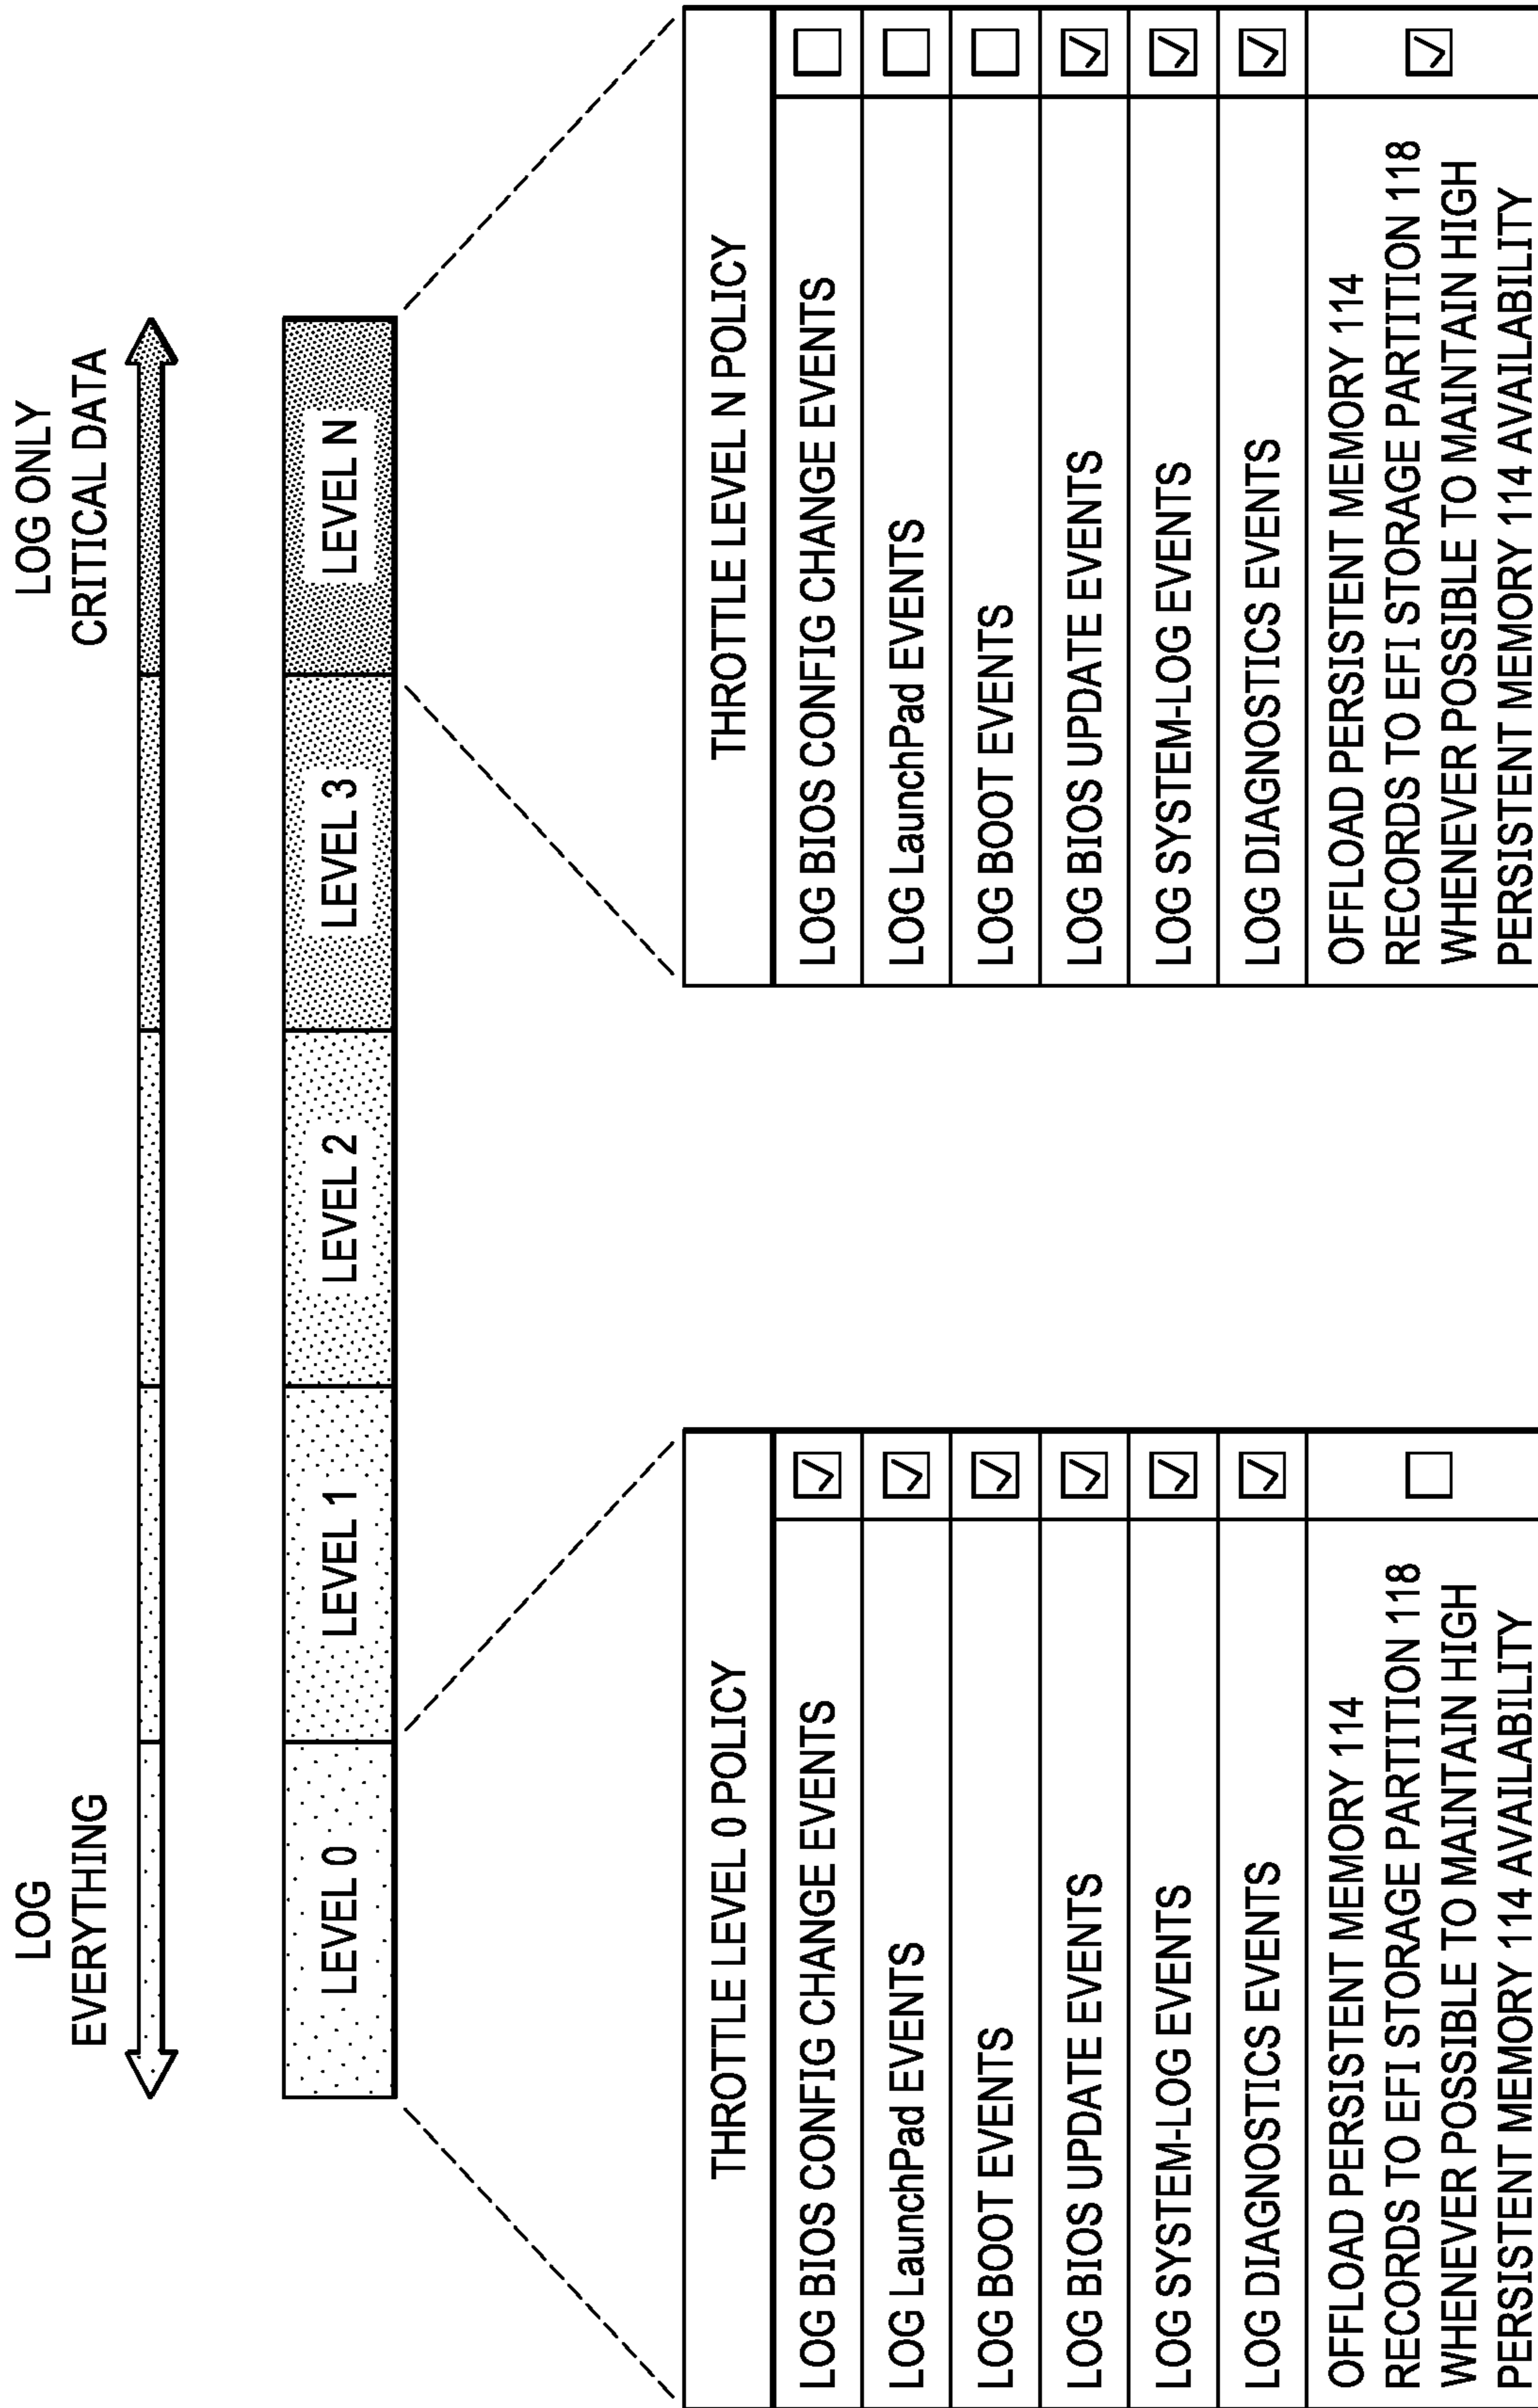 LOG
EVERYTHING
LOG ONLY
CRITICAL DATA
LEVEL 0
LEVEL 1
LEVEL 2
LEVEL 3
LEVEL N
THROTTLE LEVEL 0 POLICY
LOG BIOS CONFIG CHANGE EVENTS
LOG LaunchPad EVENTS
LOG BOOT EVENTS
LOG BIOS UPDATE EVENTS
LOG SYSTEM-LOG EVENTS
LOG DIAGNOSTICS EVENTS
OFFLOAD PERSISTENT MEMORY 114
RECORDS TO EFI STORAGE PARTITION 118
WHENEVER POSSIBLE TO MAINTAIN HIGH
PERSISTENT MEMORY 114 AVAILABILITY
THROTTLE LEVEL N POLICY
LOG BIOS CONFIG CHANGE EVENTS
LOG LaunchPad EVENTS
LOG BOOT EVENTS
LOG BIOS UPDATE EVENTS
LOG SYSTEM-LOG EVENTS
LOG DIAGNOSTICS EVENTS
OFFLOAD PERSISTENT MEMORY 114
RECORDS TO EFI STORAGE PARTITION 118
WHENEVER POSSIBLE TO MAINTAIN HIGH
PERSISTENT MEMORY 114 AVAILABILITY